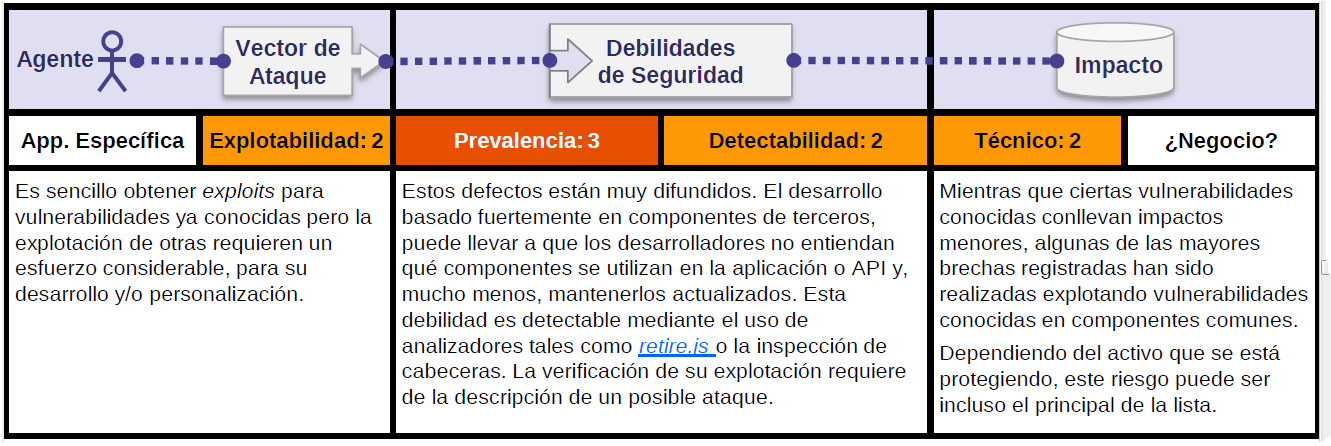 Agente
Vector de
Ataque
Debilidades
de Seguridad
Impacto
App. Específica
Explotabilidad: 2
Prevalencia: 3
Detectabilidad: 2
Técnico: 2
¿Negocio?
Es sencillo obtener exploits para
vulnerabilidades ya conocidas pero la
explotación de otras requieren un
esfuerzo considerable, para su
desarrollo y/o personalización.
Estos defectos están muy difundidos. El desarrollo
basado fuertemente en componentes de terceros,
puede llevar a que los desarrolladores no entiendan
qué componentes se utilizan en la aplicación o API y,
mucho menos, mantenerlos actualizados. Esta
debilidad es detectable mediante el uso de
analizadores tales como retire.js o la inspección de
cabeceras. La verificación de su explotación requiere
de la descripción de un posible ataque.
Mientras que ciertas vulnerabilidades
conocidas conllevan impactos
menores, algunas de las mayores
brechas registradas han sido
realizadas explotando vulnerabilidades
conocidas en componentes comunes.
Dependiendo del activo que se está
protegiendo, este riesgo puede ser
incluso el principal de la lista.